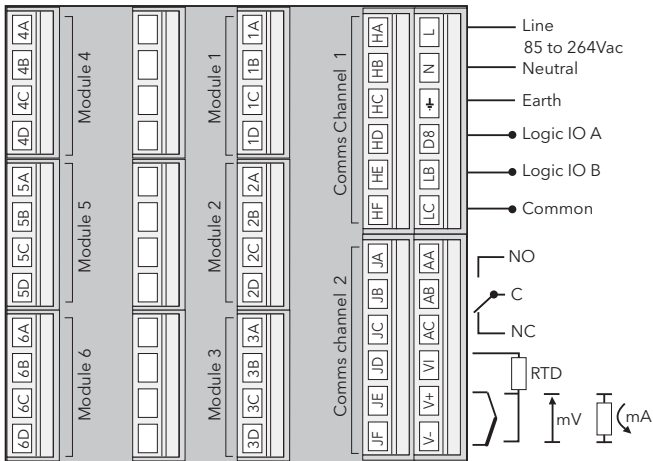 4A
4B
4C
4D
Module 4
5A
5B
5C
5D
Module 5
6A
6B
6C
6D
Module 6
Module 1
1A
1B
1C
1D
Module 2
2A
2B
2C
2D
Module 3
3A
3B
3C
3D
Comms Channel 1
HA
HB
HC
HD
HE
HF
Comms channel 2
JA
JB
JC
JD
JE
JF
L
N
D8
LB
LC
AA
AB
AC
VI
V+
V-
Line
85 to 264Vac
Neutral
Earth
Logic IO A
Logic IO B
Common
NO
C
NC
RTD
mV
mA